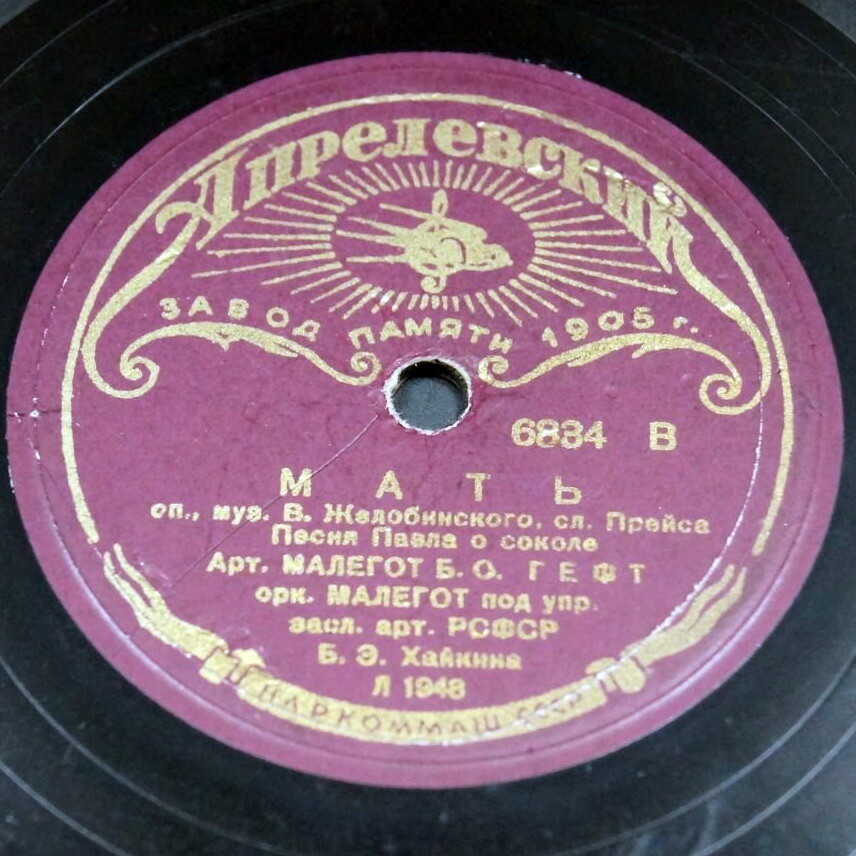 Апрелевский
ЗАВОД ПАМЯТИ 1905 г.
6834 В
МАТЬ
оп., муз. В. Желобинского, сл. Прейса
Песня Павла о соколе
Арт. МАЛЕГОТ Б. О. ГЕФТ
орк. МАЛЕГОТ под упр.
засл. арт. РСФСР
Б. Э. Хайкина
Л 1948
НАРКОММАШ СССР